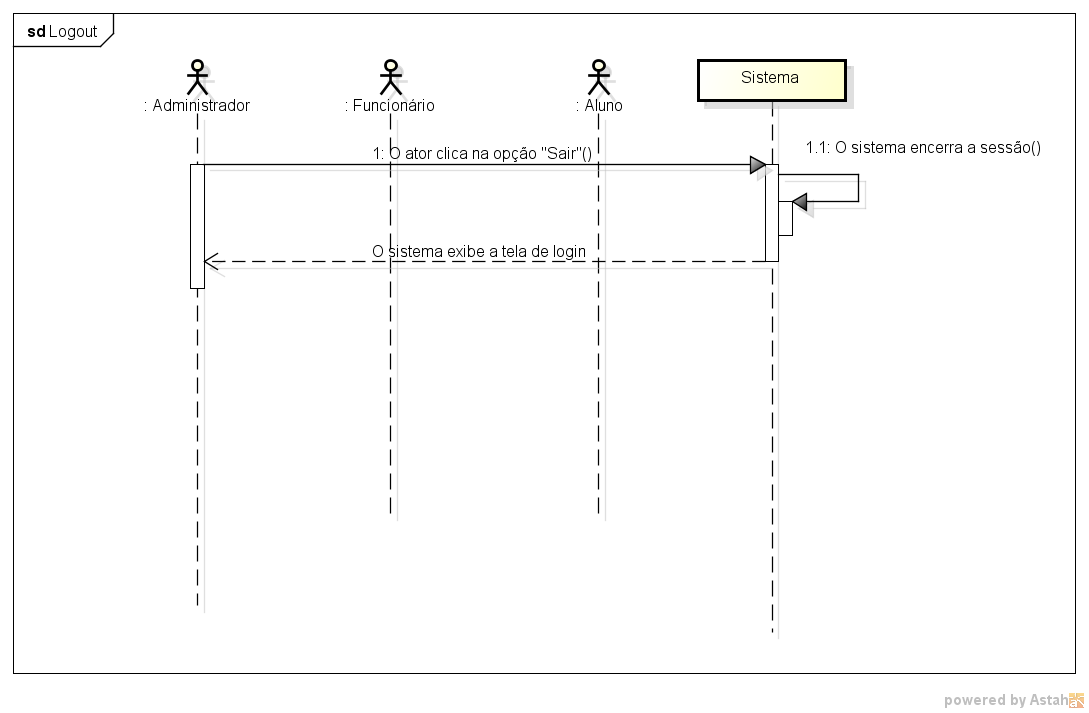 sd Logout
: Administrador
: Funcionário
: Aluno
Sistema
1: O ator clica na opção "Sair"()
1.1: O sistema encerra a sessão()
O sistema exibe a tela de login
powered by Astah